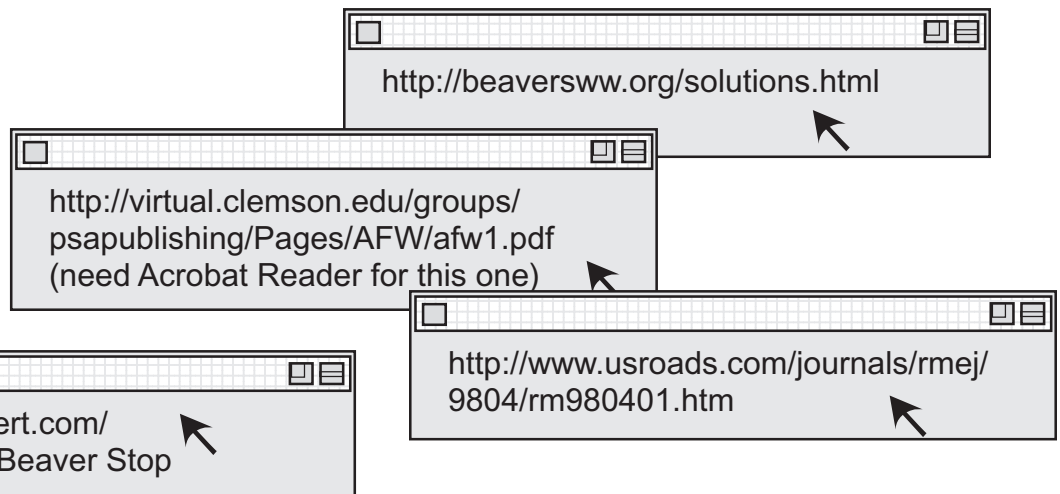 http://beaversww.org/solutions.html
http://virtual.clemson.edu/groups/
psapublishing/Pages/AFW/afw1.pdf
(need Acrobat Reader for this one)
http://www.usroads.com/journals/rmej/
9804/rm980401.htm
ert.com/
Beaver Stop